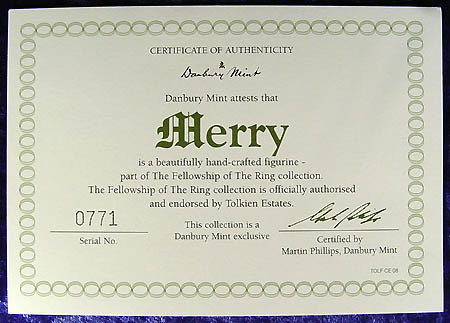 CERTIFICATE OF AUTHENTICITY
Danbury Mint
Danbury Mint attests that
Merry
is a beautifully hand-crafted figurine -
part of The Fellowship of The Ring collection.
The Fellowship of The Ring collection is officially authorised
and endorsed by Tolkien Estates.
0771
Serial No.
This collection is a
Danbury Mint exclusive
Certified by
Martin Phillips, Danbury Mint
TOLF CE 08